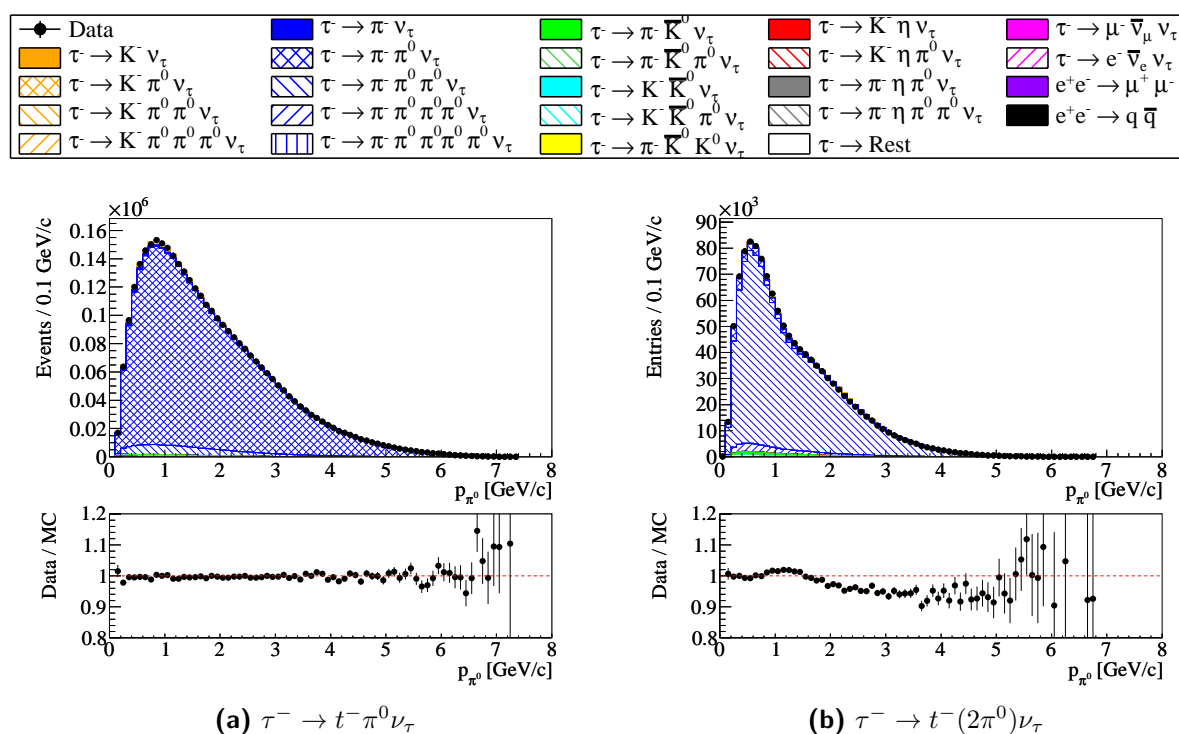 Data τ⁻ → π⁻ ν_τ τ⁻ → π⁻ K̅⁰ ν_τ τ⁻ → K⁻ η ν_τ τ⁻ → μ⁻ ν̅_μ ν_τ
τ⁻ → K⁻ ν_τ τ⁻ → π⁻ π⁰ ν_τ τ⁻ → π⁻ K̅⁰ π⁰ ν_τ τ⁻ → K⁻ η π⁰ ν_τ τ⁻ → e⁻ ν̅_e ν_τ
τ⁻ → K⁻ π⁰ ν_τ τ⁻ → π⁻ π⁰ π⁰ ν_τ τ⁻ → K⁻ K̅⁰ ν_τ τ⁻ → π⁻ η π⁰ ν_τ e⁺e⁻ → μ⁺ μ⁻
τ⁻ → K⁻ π⁰ π⁰ ν_τ τ⁻ → π⁻ π⁰ π⁰ π⁰ ν_τ τ⁻ → K⁻ K̅⁰ π⁰ ν_τ τ⁻ → π⁻ η π⁰ π⁰ ν_τ e⁺e⁻ → q q̅
τ⁻ → K⁻ π⁰ π⁰ π⁰ ν_τ τ⁻ → π⁻ π⁰ π⁰ π⁰ π⁰ ν_τ τ⁻ → π⁻ K̅⁰ K⁰ ν_τ τ⁻ → Rest
×10⁶
Events / 0.1 GeV/c
0.16
0.14
0.12
0.1
0.08
0.06
0.04
0.02
0
0 1 2 3 4 5 6 7 8
p_π⁰ [GeV/c]
Data / MC
1.2
1.1
1
0.9
0.8
0 1 2 3 4 5 6 7 8
p_π⁰ [GeV/c]
(a) τ⁻ → t⁻π⁰ν_τ
×10³
Entries / 0.1 GeV/c
90
80
70
60
50
40
30
20
10
0
0 1 2 3 4 5 6 7 8
p_π⁰ [GeV/c]
Data / MC
1.2
1.1
1
0.9
0.8
0 1 2 3 4 5 6 7 8
p_π⁰ [GeV/c]
(b) τ⁻ → t⁻(2π⁰)ν_τ